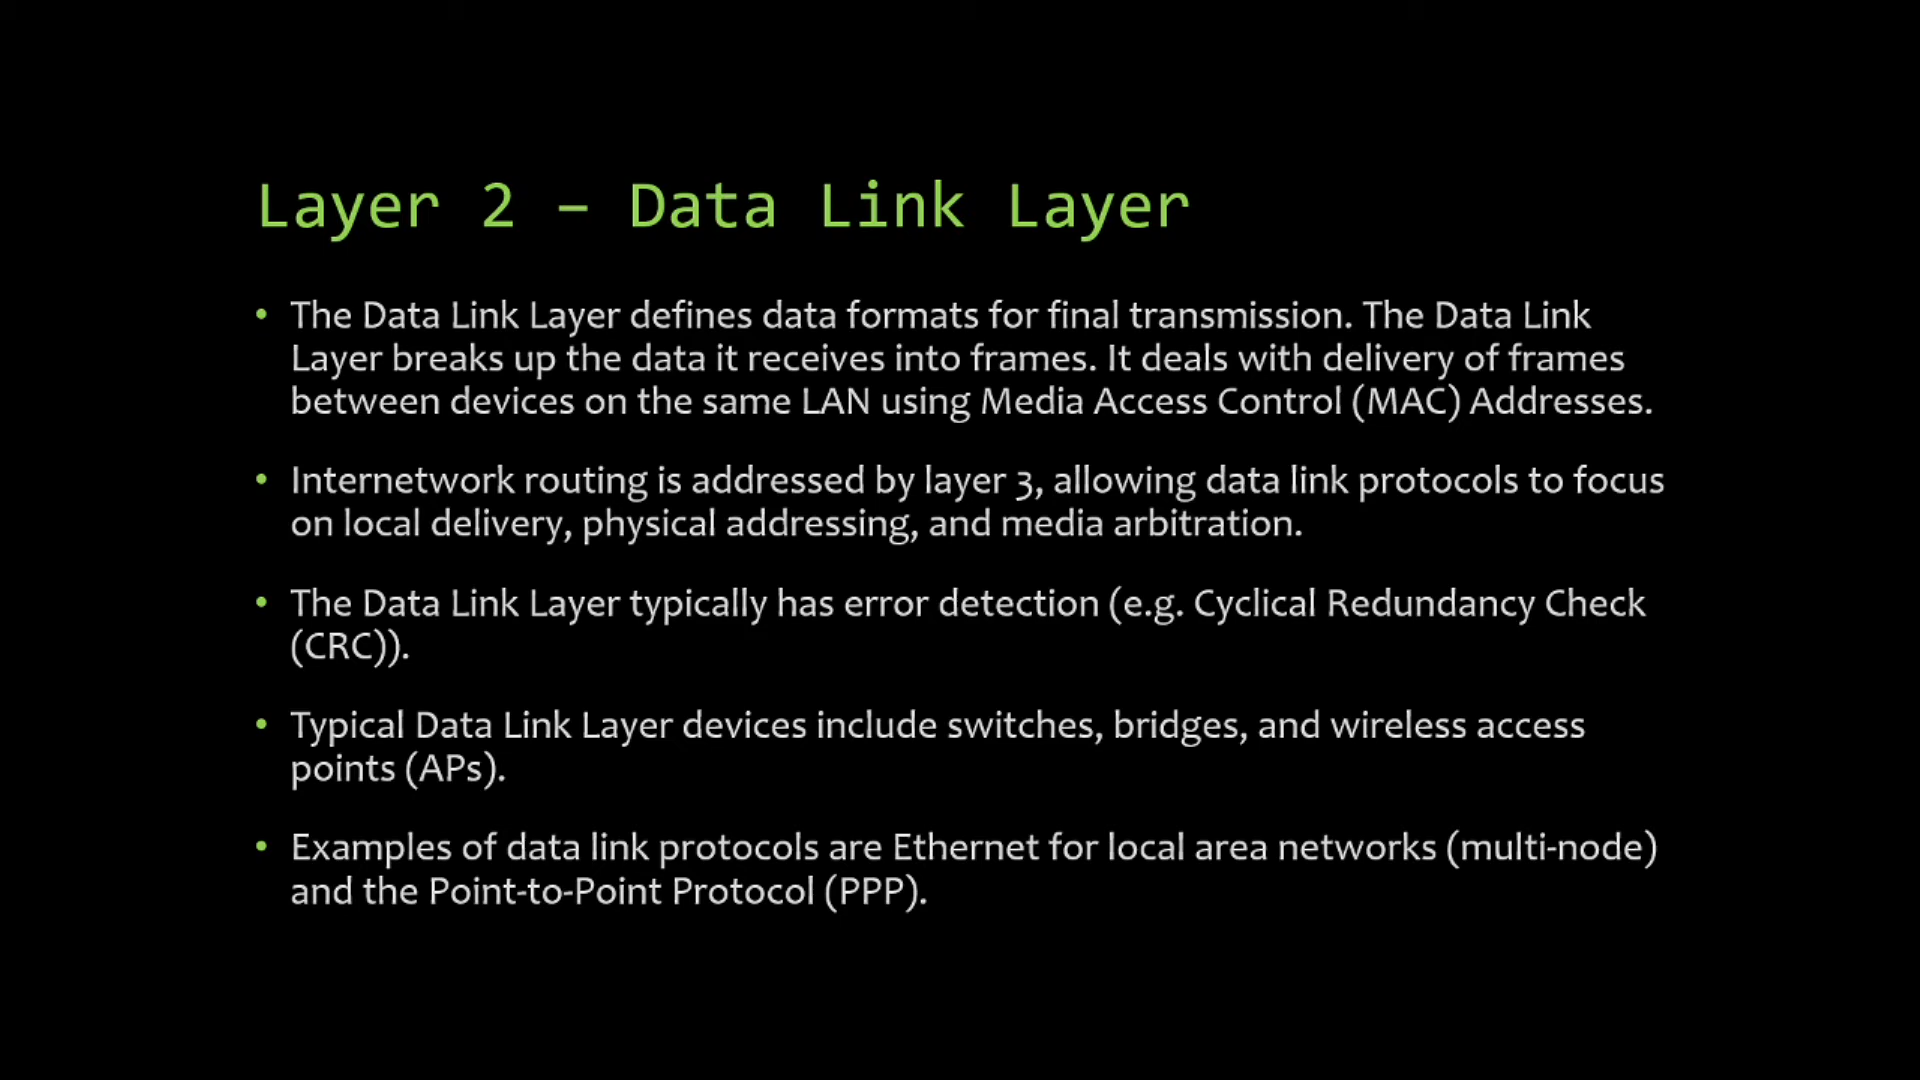 Layer 2 – Data Link Layer
• The Data Link Layer defines data formats for final transmission. The Data Link
Layer breaks up the data it receives into frames. It deals with delivery of frames
between devices on the same LAN using Media Access Control (MAC) Addresses.
• Internetwork routing is addressed by layer 3, allowing data link protocols to focus
on local delivery, physical addressing, and media arbitration.
• The Data Link Layer typically has error detection (e.g. Cyclical Redundancy Check
(CRC)).
• Typical Data Link Layer devices include switches, bridges, and wireless access
points (APs).
• Examples of data link protocols are Ethernet for local area networks (multi-node)
and the Point-to-Point Protocol (PPP).